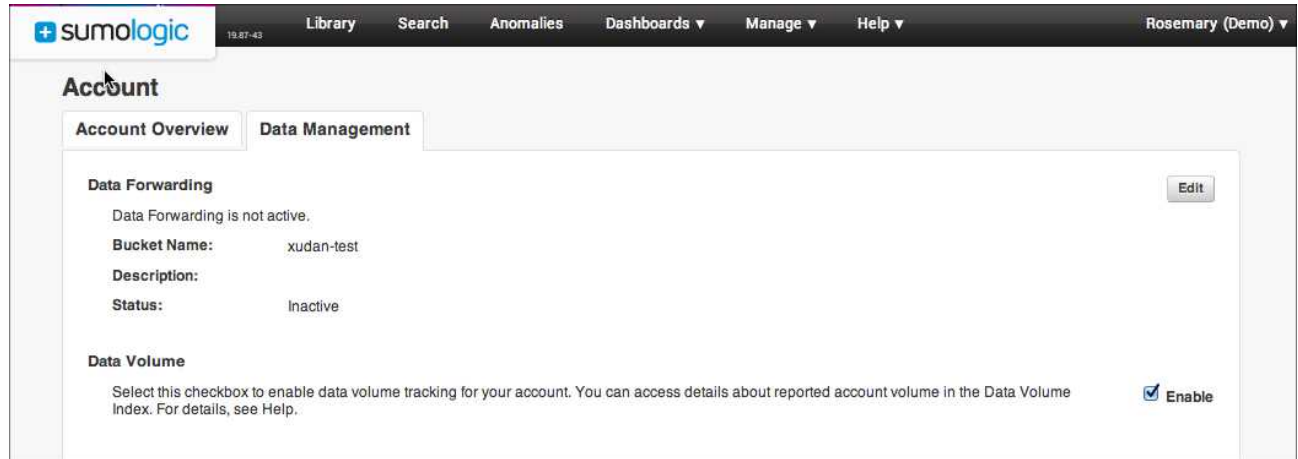 sumologic
19.87-43
Library Search Anomalies Dashboards Manage Help Rosemary (Demo)
Account
Account Overview Data Management
Data Forwarding
Edit
Data Forwarding is not active.
Bucket Name: xudan-test
Description:
Status: Inactive
Data Volume
Select this checkbox to enable data volume tracking for your account. You can access details about reported account volume in the Data Volume
Index. For details, see Help.
Enable